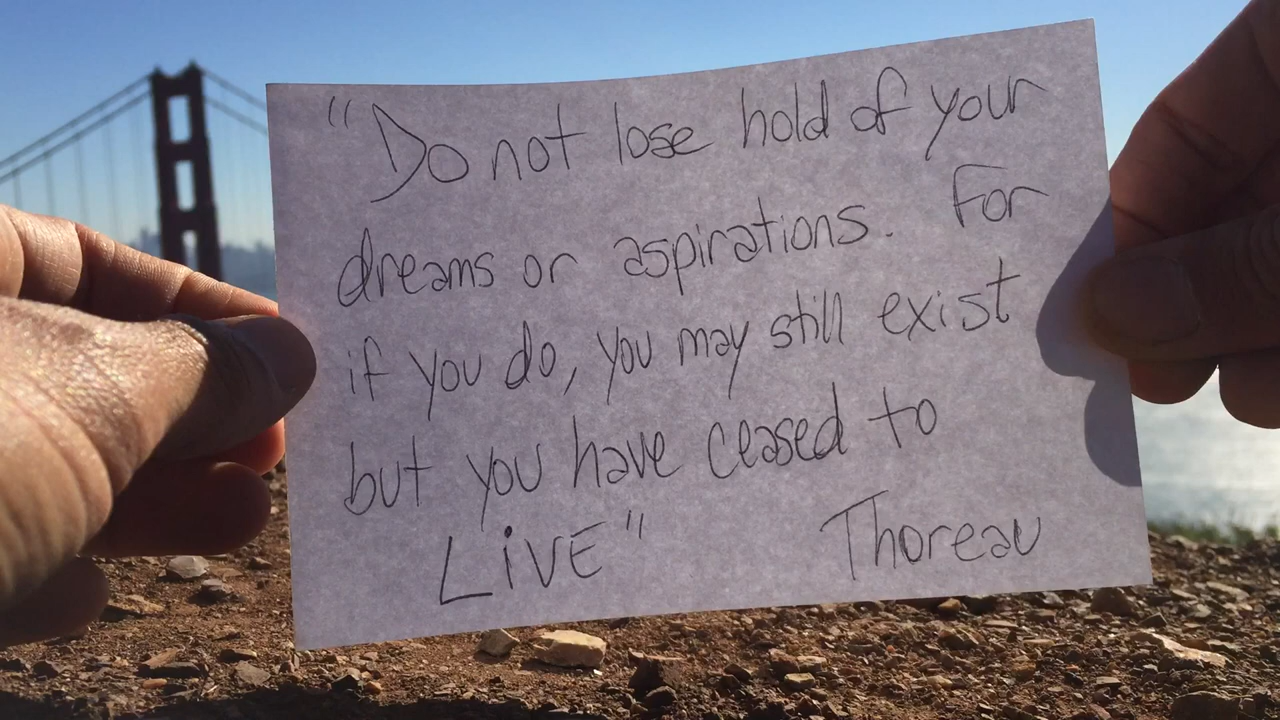 "Do not lose hold of your
dreams or aspirations. For
if you do, you may still exist
but you have ceased to
LiVE" Thoreau